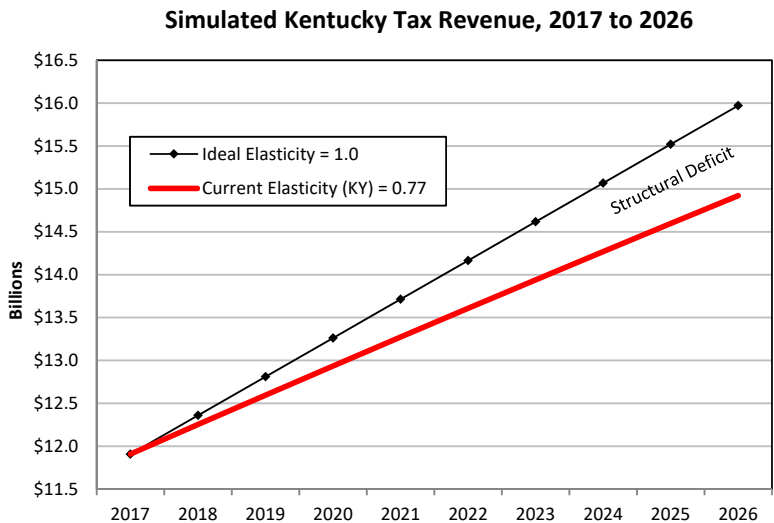 Simulated Kentucky Tax Revenue, 2017 to 2026
$16.5
$16.0
$15.5
$15.0
$14.5
$14.0
$13.5
$13.0
$12.5
$12.0
$11.5
Billions
Ideal Elasticity = 1.0
Current Elasticity (KY) = 0.77
Structural Deficit
2017 2018 2019 2020 2021 2022 2023 2024 2025 2026